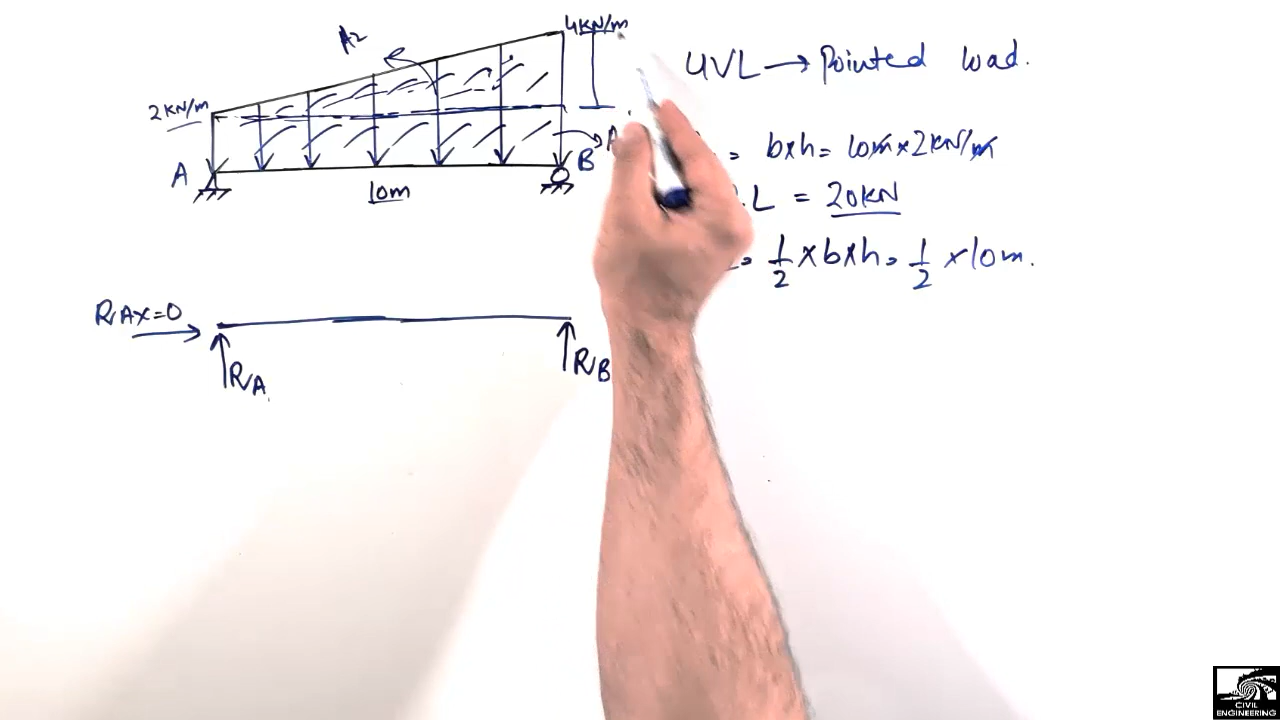 4KN/m
A2
UVL → Pointed load.
2KN/m
= bxh = 10m x 2KN/m
A B
10m
.L = 20KN
= 1/2 x b x h = 1/2 x 10m.
RAx=0
RA
RB
CIVIL
ENGINEERING